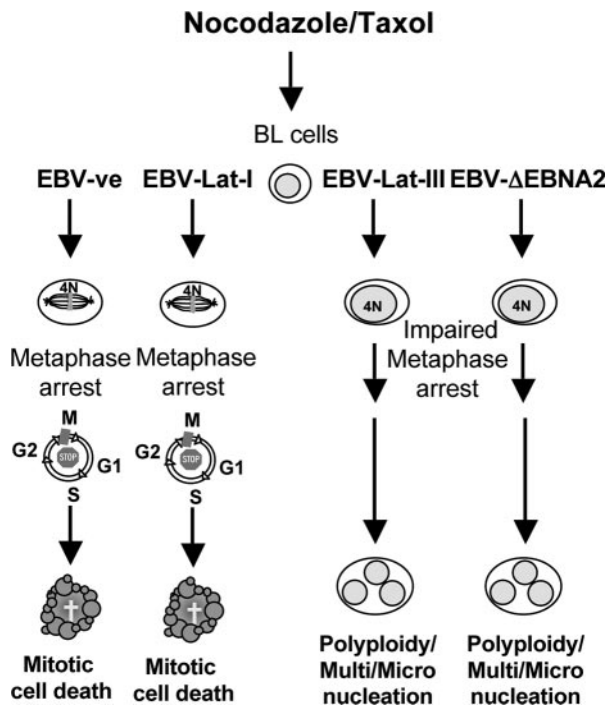 Nocodazole/Taxol
BL cells
EBV-ve EBV-Lat-I EBV-Lat-III EBV-ΔEBNA2
4N 4N 4N 4N
Impaired
Metaphase Metaphase Metaphase
arrest arrest arrest
M M
G2 STOP G1 G2 STOP G1
S S
Mitotic Mitotic Polyploidy/ Polyploidy/
cell death cell death Multi/Micro Multi/Micro
nucleation nucleation